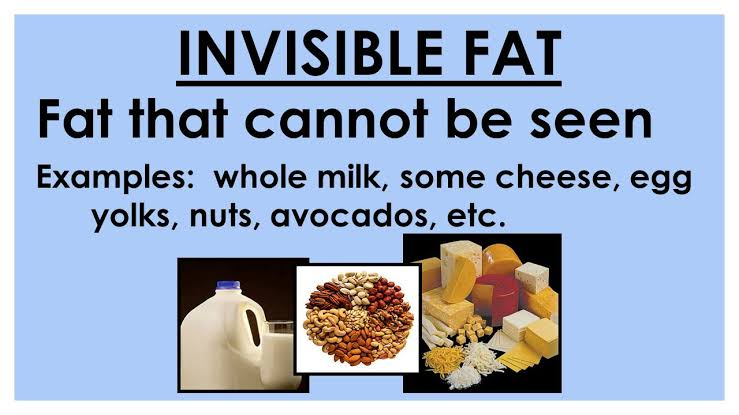 INVISIBLE FAT
Fat that cannot be seen
Examples:  whole milk, some cheese, egg
yolks, nuts, avocados, etc.